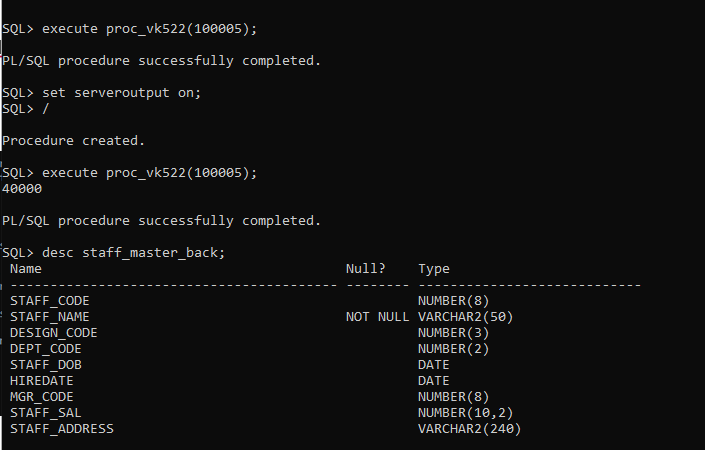 SQL> execute proc_vk522(100005);
PL/SQL procedure successfully completed.
SQL> set serveroutput on;
SQL> /
Procedure created.
SQL> execute proc_vk522(100005);
40000
PL/SQL procedure successfully completed.
SQL> desc staff_master_back;
Name Null? Type
----------------------------------------- -------- ----------------------------
STAFF_CODE NUMBER(8)
STAFF_NAME NOT NULL VARCHAR2(50)
DESIGN_CODE NUMBER(3)
DEPT_CODE NUMBER(2)
STAFF_DOB DATE
HIREDATE DATE
MGR_CODE NUMBER(8)
STAFF_SAL NUMBER(10,2)
STAFF_ADDRESS VARCHAR2(240)